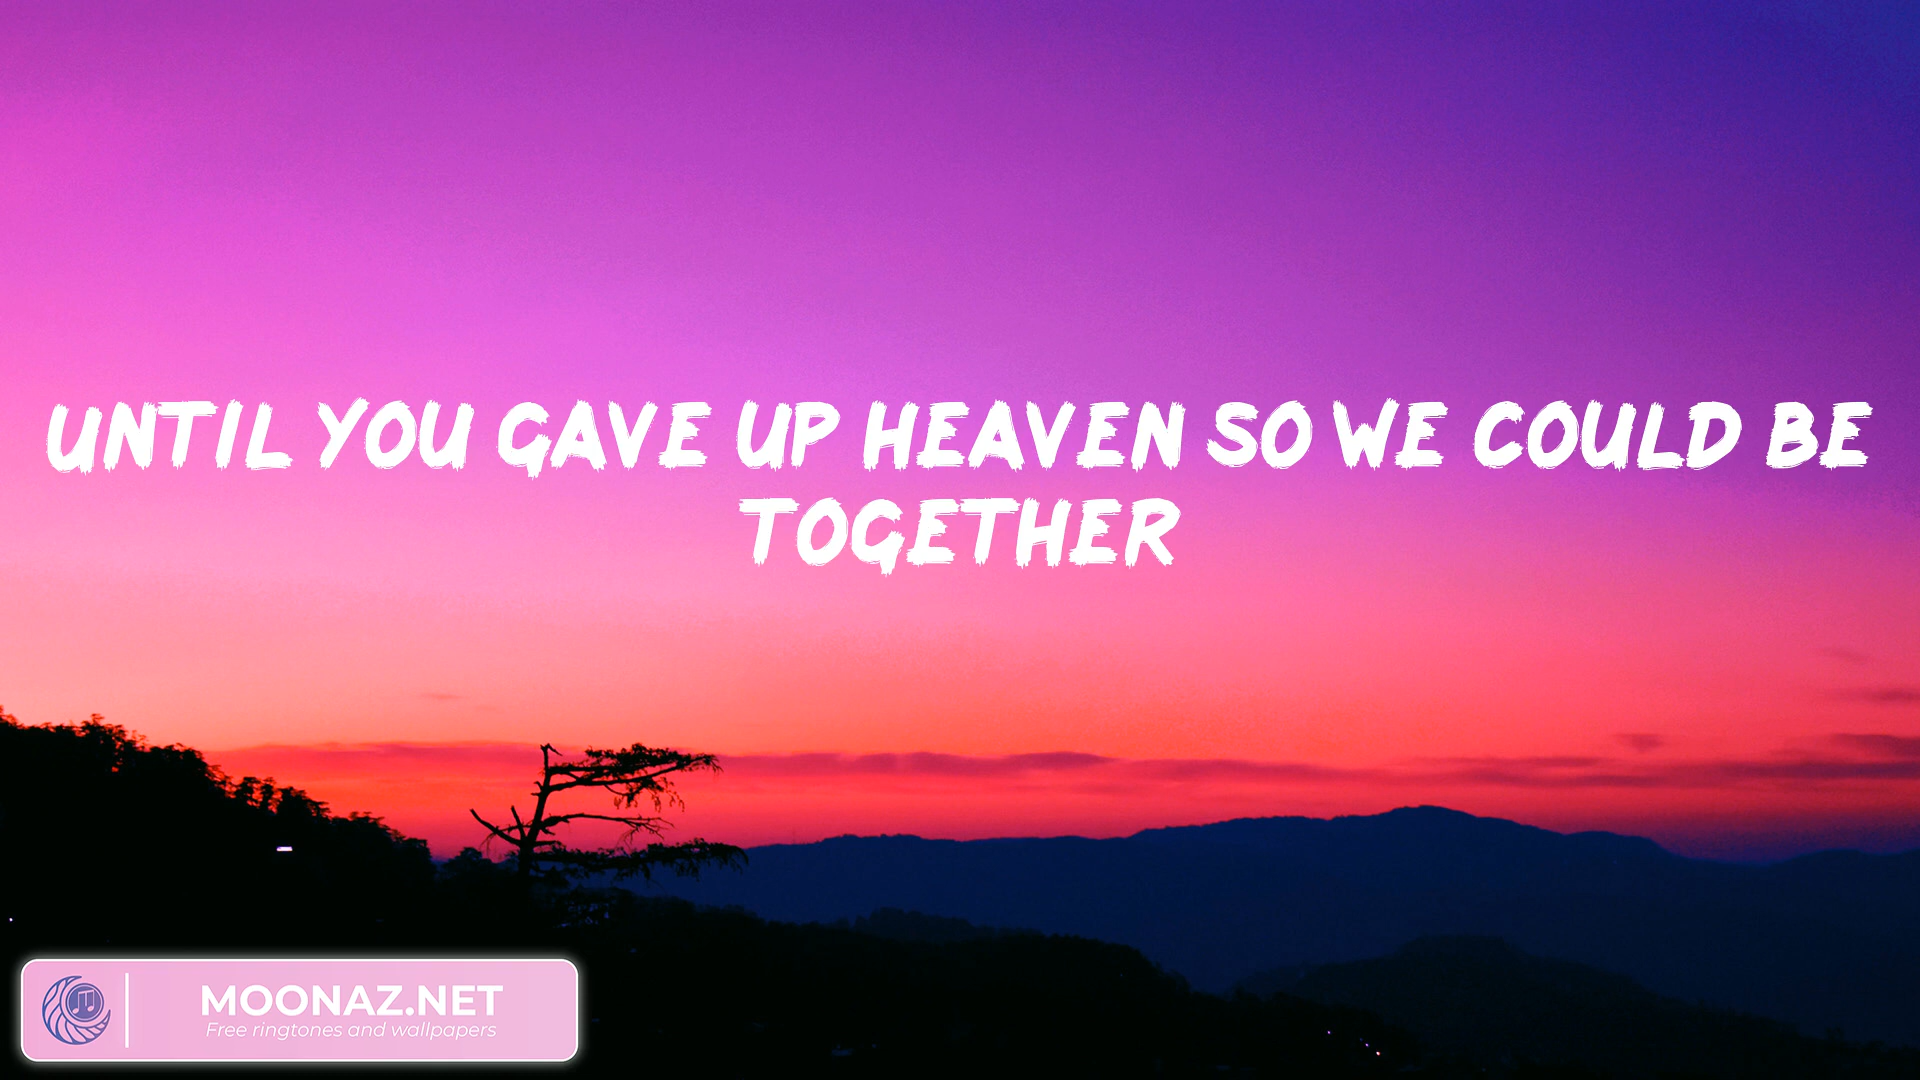 UNTIL YOU GAVE UP HEAVEN SO WE COULD BE
TOGETHER
MOONAZ.NET
Free ringtones and wallpapers